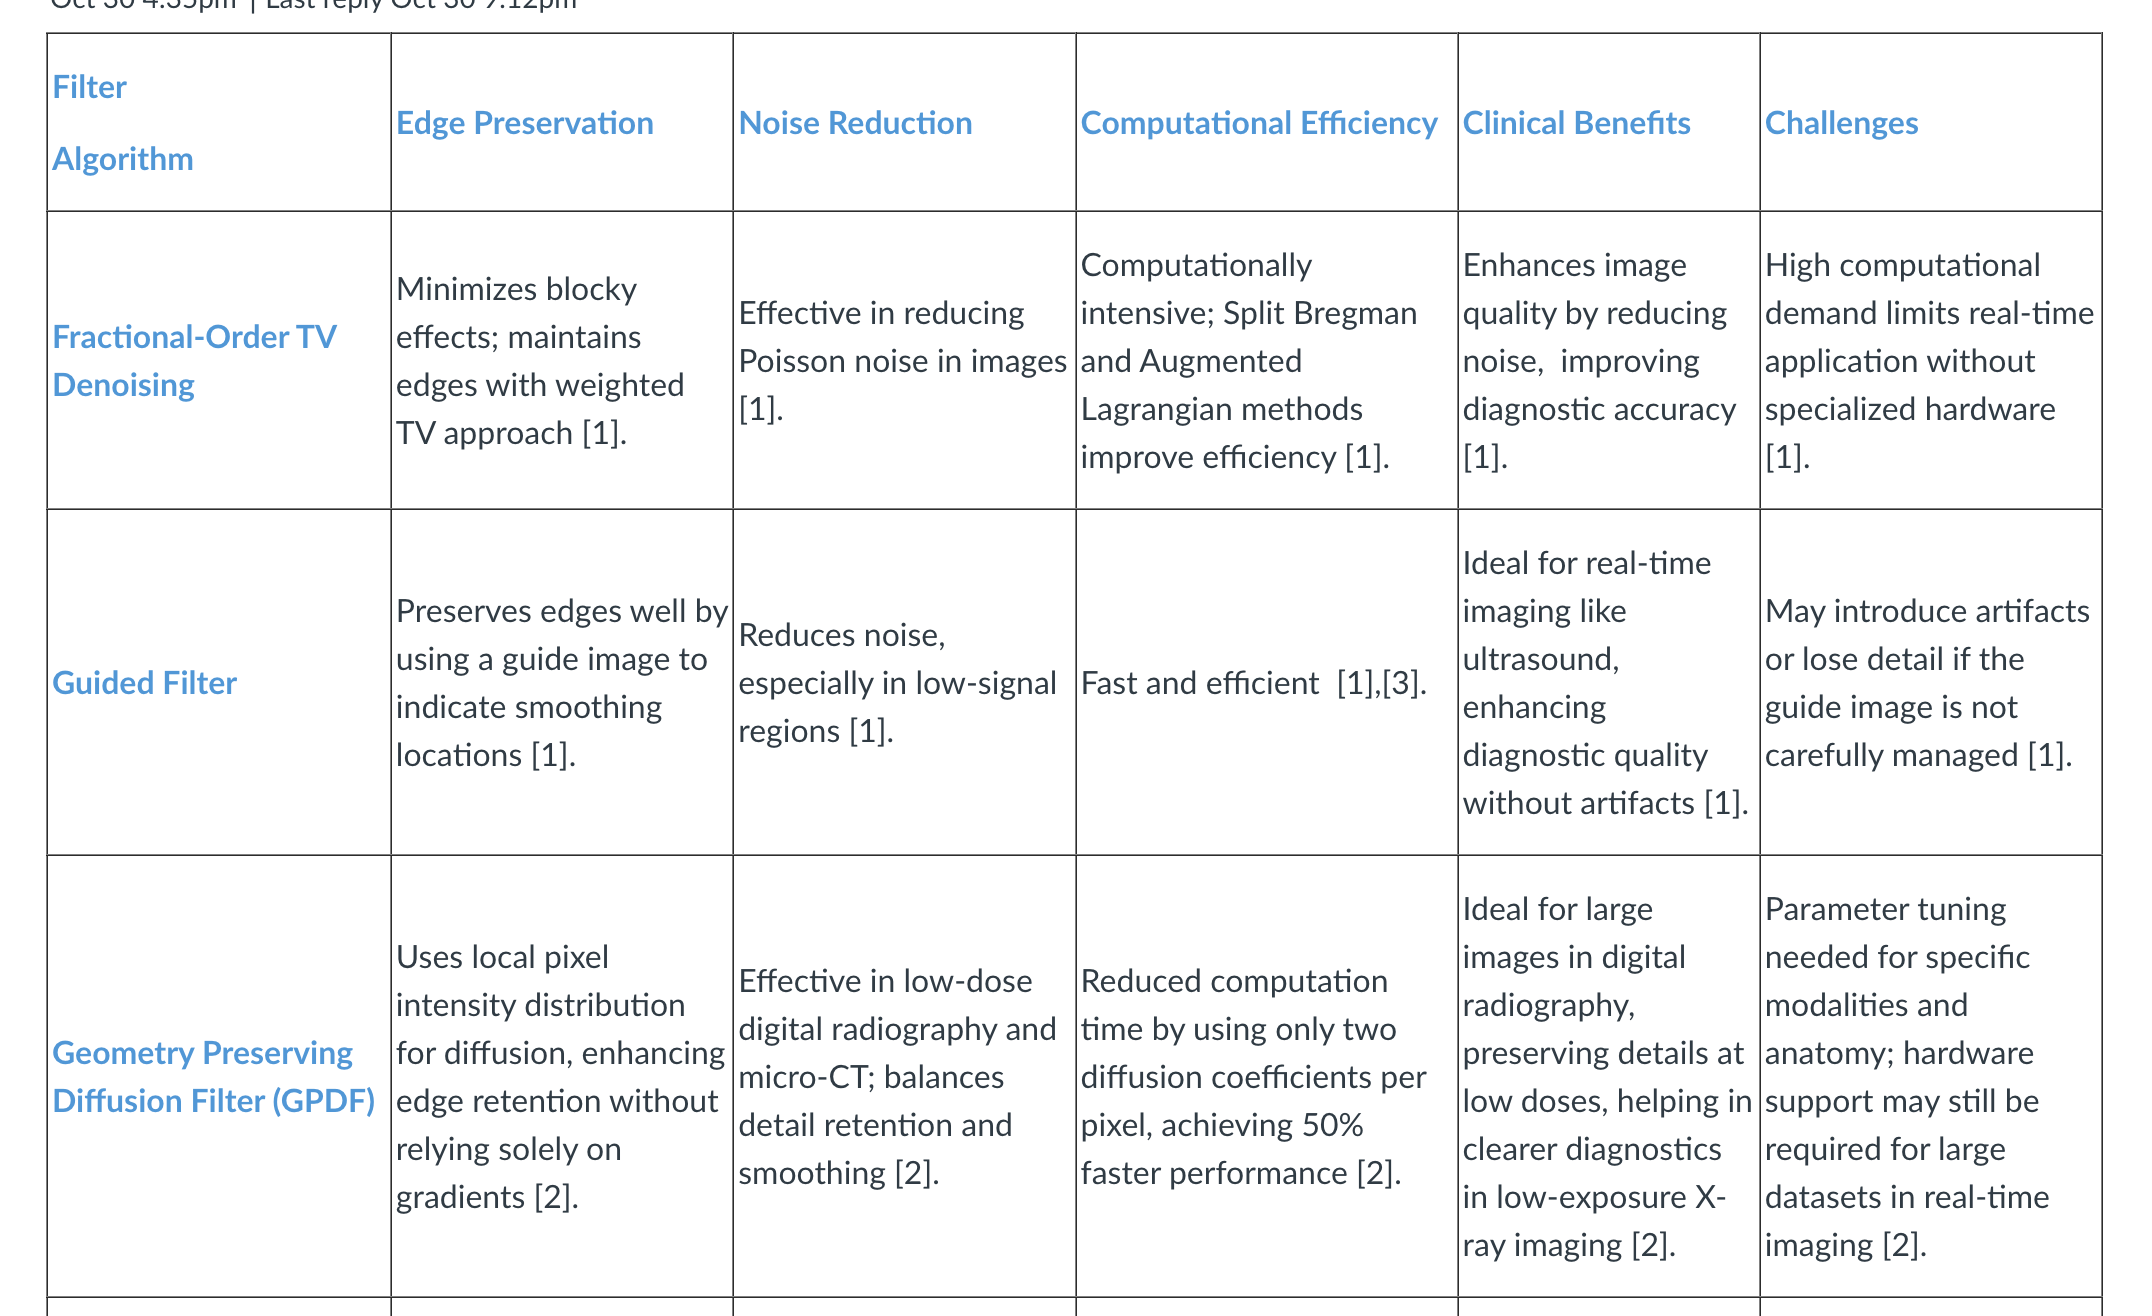 Oct 30 4:35pm | Last reply Oct 30 9:12pm
Filter
Algorithm
Edge Preservation
Noise Reduction
Computational Efficiency
Clinical Benefits
Challenges
Fractional-Order TV
Denoising
Minimizes blocky
effects; maintains
edges with weighted
TV approach [1].
Effective in reducing
Poisson noise in images
[1].
Computationally
intensive; Split Bregman
and Augmented
Lagrangian methods
improve efficiency [1].
Enhances image
quality by reducing
noise,  improving
diagnostic accuracy
[1].
High computational
demand limits real-time
application without
specialized hardware
[1].
Guided Filter
Preserves edges well by
using a guide image to
indicate smoothing
locations [1].
Reduces noise,
especially in low-signal
regions [1].
Fast and efficient  [1],[3].
Ideal for real-time
imaging like
ultrasound,
enhancing
diagnostic quality
without artifacts [1].
May introduce artifacts
or lose detail if the
guide image is not
carefully managed [1].
Geometry Preserving
Diffusion Filter (GPDF)
Uses local pixel
intensity distribution
for diffusion, enhancing
edge retention without
relying solely on
gradients [2].
Effective in low-dose
digital radiography and
micro-CT; balances
detail retention and
smoothing [2].
Reduced computation
time by using only two
diffusion coefficients per
pixel, achieving 50%
faster performance [2].
Ideal for large
images in digital
radiography,
preserving details at
low doses, helping in
clearer diagnostics
in low-exposure X-
ray imaging [2].
Parameter tuning
needed for specific
modalities and
anatomy; hardware
support may still be
required for large
datasets in real-time
imaging [2].